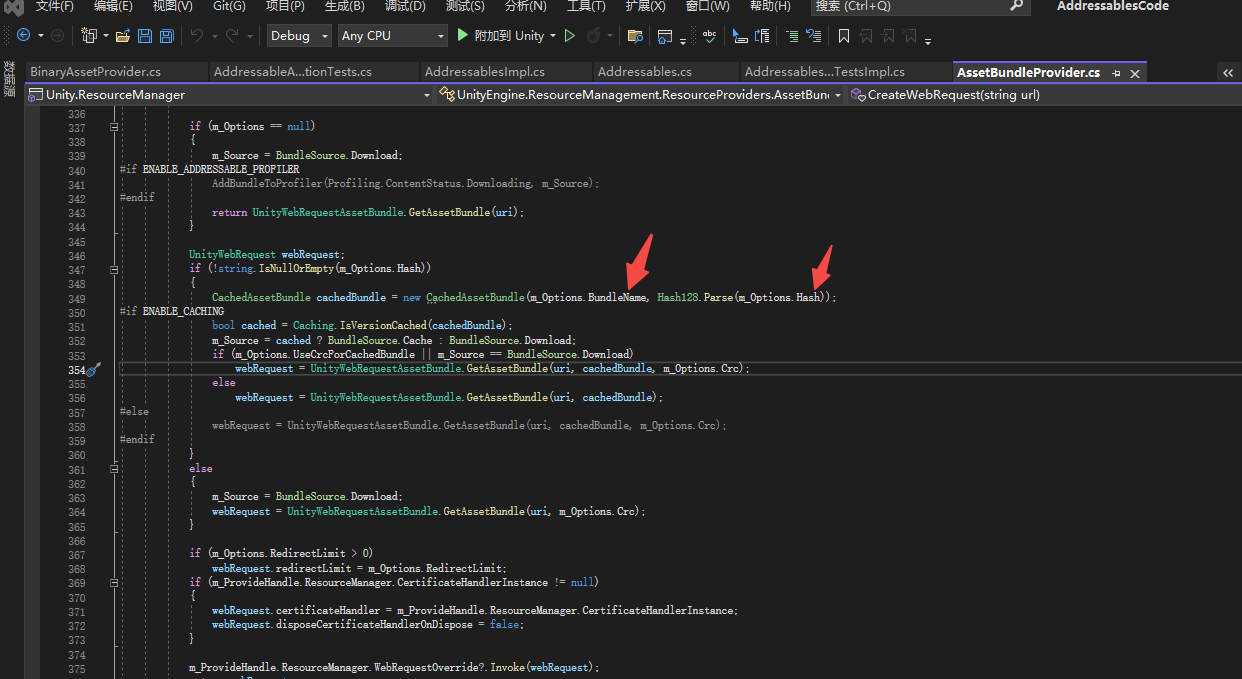 文件(F) 编辑(E) 视图(V) Git(G) 项目(P) 生成(B) 调试(D) 测试(S) 分析(N) 工具(T) 扩展(X) 窗口(W) 帮助(H) 搜索 (Ctrl+Q) AddressablesCode
Debug Any CPU 附加到 Unity
数据源
BinaryAssetProvider.cs AddressableA...tionTests.cs AddressablesImpl.cs Addressables.cs Addressables...TestsImpl.cs AssetBundleProvider.cs
Unity.ResourceManager UnityEngine.ResourceManagement.ResourceProviders.AssetBun CreateWebRequest(string url)
336
337 if (m_Options == null)
338 {
339 m_Source = BundleSource.Download;
340 #if ENABLE_ADDRESSABLE_PROFILER
341 AddBundleToProfiler(Profiling.ContentStatus.Downloading, m_Source);
342 #endif
343 return UnityWebRequestAssetBundle.GetAssetBundle(uri);
344 }
345
346 UnityWebRequest webRequest;
347 if (!string.IsNullOrEmpty(m_Options.Hash))
348 {
349 CachedAssetBundle cachedBundle = new CachedAssetBundle(m_Options.BundleName, Hash128.Parse(m_Options.Hash));
350 #if ENABLE_CACHING
351 bool cached = Caching.IsVersionCached(cachedBundle);
352 m_Source = cached ? BundleSource.Cache : BundleSource.Download;
353 if (m_Options.UseCrcForCachedBundle || m_Source == BundleSource.Download)
354 webRequest = UnityWebRequestAssetBundle.GetAssetBundle(uri, cachedBundle, m_Options.Crc);
355 else
356 webRequest = UnityWebRequestAssetBundle.GetAssetBundle(uri, cachedBundle);
357 #else
358 webRequest = UnityWebRequestAssetBundle.GetAssetBundle(uri, cachedBundle, m_Options.Crc);
359 #endif
360 }
361 else
362 {
363 m_Source = BundleSource.Download;
364 webRequest = UnityWebRequestAssetBundle.GetAssetBundle(uri, m_Options.Crc);
365 }
366
367 if (m_Options.RedirectLimit > 0)
368 webRequest.redirectLimit = m_Options.RedirectLimit;
369 if (m_ProvideHandle.ResourceManager.CertificateHandlerInstance != null)
370 {
371 webRequest.certificateHandler = m_ProvideHandle.ResourceManager.CertificateHandlerInstance;
372 webRequest.disposeCertificateHandlerOnDispose = false;
373 }
374
375 m_ProvideHandle.ResourceManager.WebRequestOverride?.Invoke(webRequest);